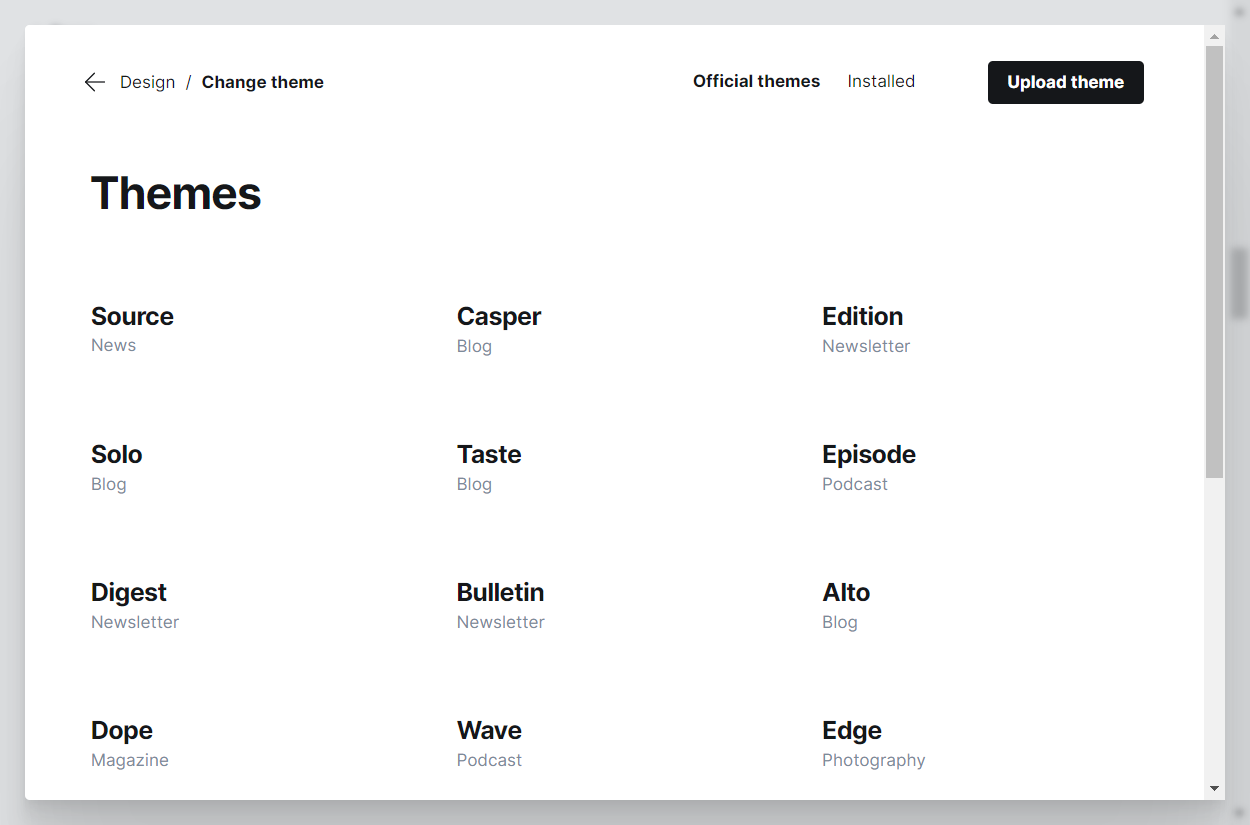 Design / Change theme
Official themes Installed Upload theme
Themes
Source Casper Edition
News Blog Newsletter
Solo Taste Episode
Blog Blog Podcast
Digest Bulletin Alto
Newsletter Newsletter Blog
Dope Wave Edge
Magazine Podcast Photography